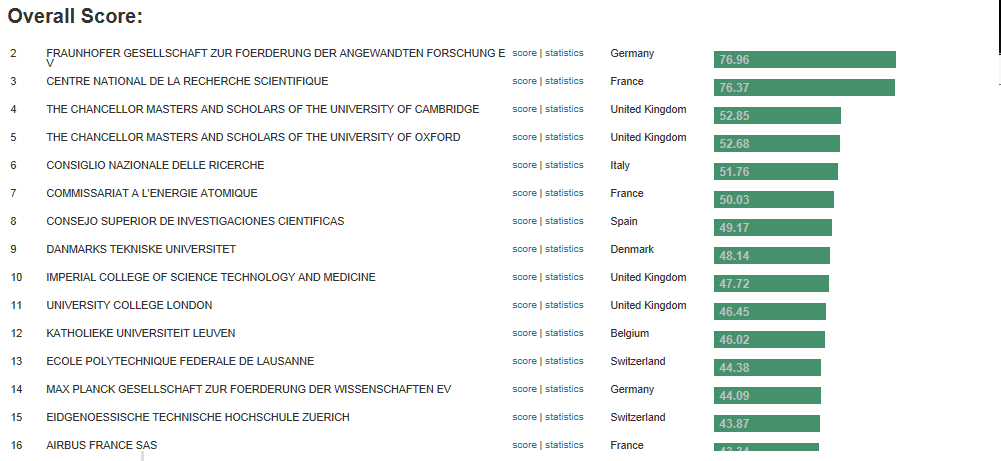 Overall Score:
2 FRAUNHOFER GESELLSCHAFT ZUR FOERDERUNG DER ANGEWANDTEN FORSCHUNG E score | statistics Germany 76.96
V
3 CENTRE NATIONAL DE LA RECHERCHE SCIENTIFIQUE score | statistics France 76.37
4 THE CHANCELLOR MASTERS AND SCHOLARS OF THE UNIVERSITY OF CAMBRIDGE score | statistics United Kingdom 52.85
5 THE CHANCELLOR MASTERS AND SCHOLARS OF THE UNIVERSITY OF OXFORD score | statistics United Kingdom 52.68
6 CONSIGLIO NAZIONALE DELLE RICERCHE score | statistics Italy 51.76
7 COMMISSARIAT A L'ENERGIE ATOMIQUE score | statistics France 50.03
8 CONSEJO SUPERIOR DE INVESTIGACIONES CIENTIFICAS score | statistics Spain 49.17
9 DANMARKS TEKNISKE UNIVERSITET score | statistics Denmark 48.14
10 IMPERIAL COLLEGE OF SCIENCE TECHNOLOGY AND MEDICINE score | statistics United Kingdom 47.72
11 UNIVERSITY COLLEGE LONDON score | statistics United Kingdom 46.45
12 KATHOLIEKE UNIVERSITEIT LEUVEN score | statistics Belgium 46.02
13 ECOLE POLYTECHNIQUE FEDERALE DE LAUSANNE score | statistics Switzerland 44.38
14 MAX PLANCK GESELLSCHAFT ZUR FOERDERUNG DER WISSENSCHAFTEN EV score | statistics Germany 44.09
15 EIDGENOESSISCHE TECHNISCHE HOCHSCHULE ZUERICH score | statistics Switzerland 43.87
16 AIRBUS FRANCE SAS score | statistics France